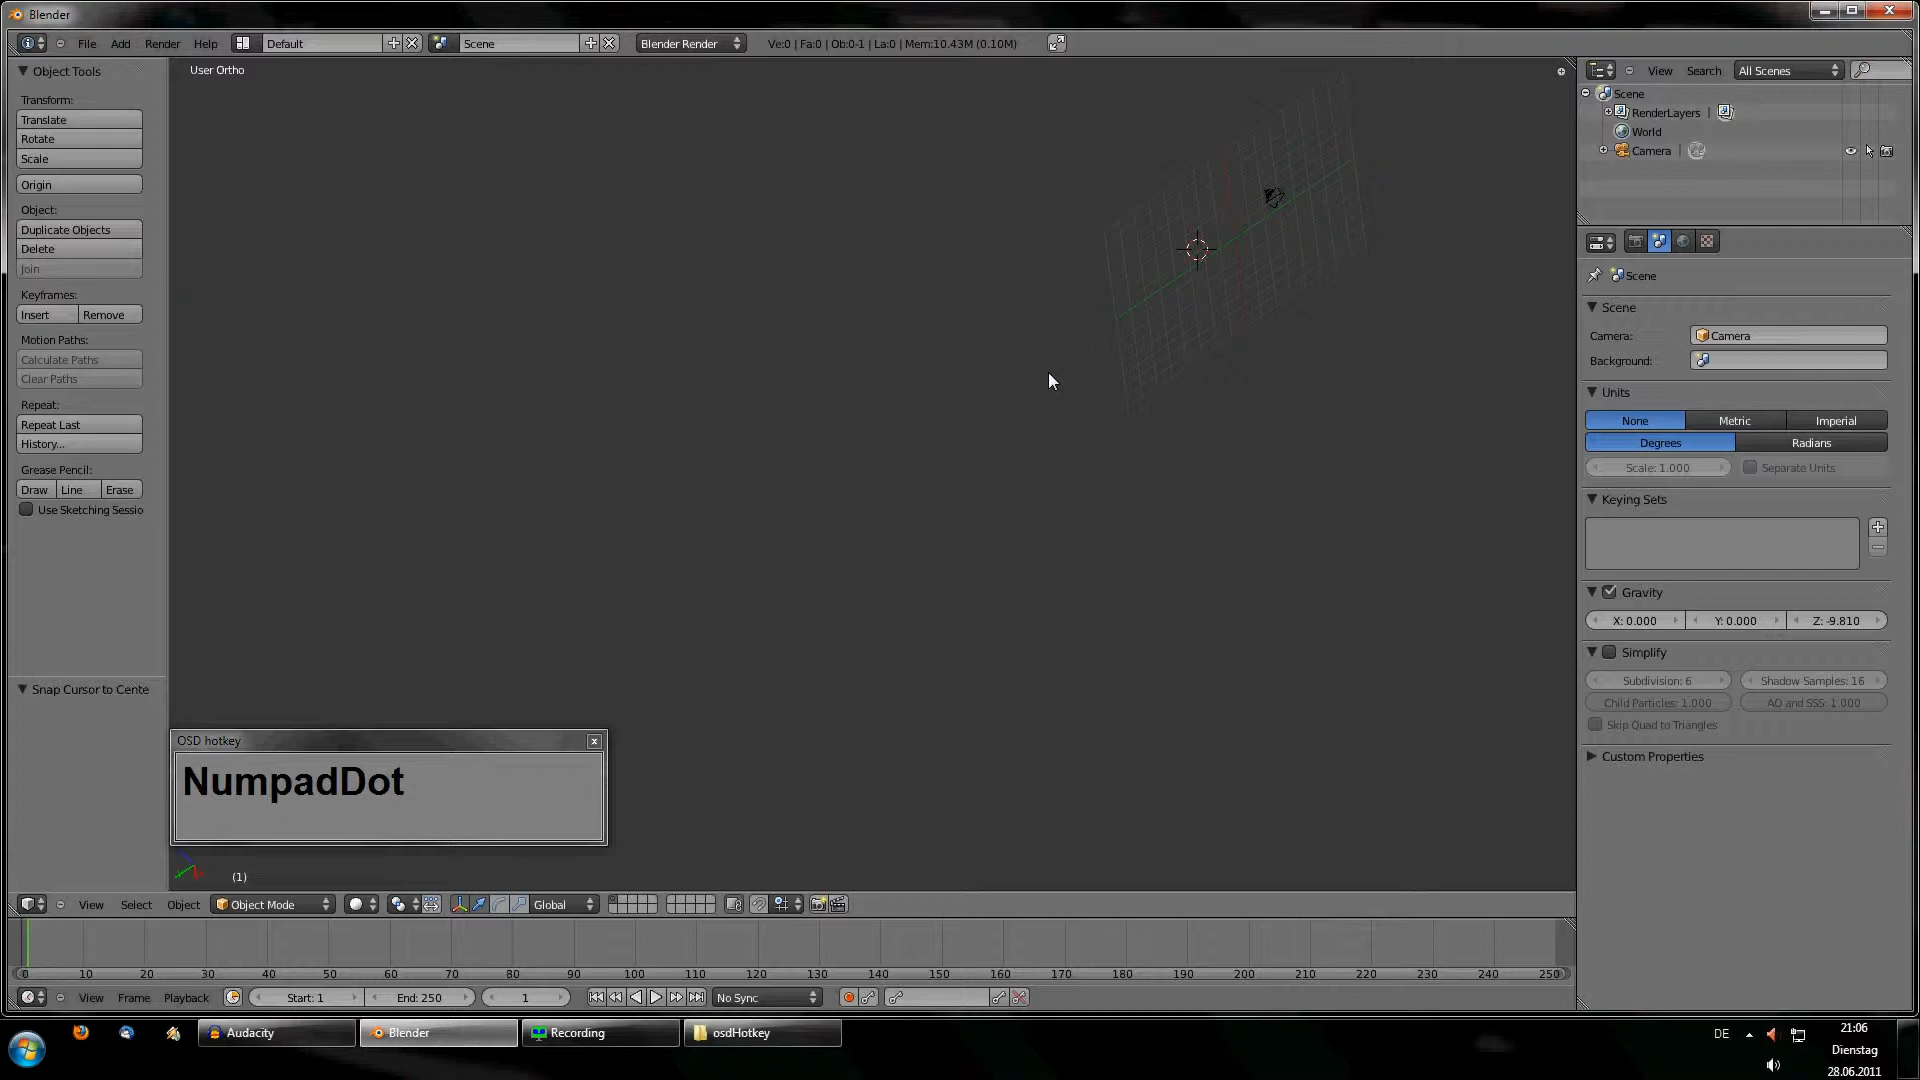 Blender
File Add Render Help Default Scene Blender Render Ve:0 | Fa:0 | Ob:0-1 | La:0 | Mem:10.43M (0.10M)
Object Tools
Transform:
Translate
Rotate
Scale
Origin
Object:
Duplicate Objects
Delete
Join
Keyframes:
Insert Remove
Motion Paths:
Calculate Paths
Clear Paths
Repeat:
Repeat Last
History...
Grease Pencil:
Draw Line Erase
Use Sketching Sessio
Snap Cursor to Cente
User Ortho
OSD hotkey
NumpadDot
(1)
View Select Object Object Mode Global
0 10 20 30 40 50 60 70 80 90 100 110 120 130 140 150 160 170 180 190 200 210 220 230 240 250
View Frame Playback Start: 1 End: 250 1 No Sync
View Search All Scenes
Scene
RenderLayers |
World
Camera |
Scene
Scene
Camera: Camera
Background:
Units
None Metric Imperial
Degrees Radians
Scale: 1.000 Separate Units
Keying Sets
Gravity
X: 0.000 Y: 0.000 Z: -9.810
Simplify
Subdivision: 6 Shadow Samples: 16
Child Particles: 1.000 AO and SSS: 1.000
Skip Quad to Triangles
Custom Properties
Audacity Blender Recording osdHotkey
DE
21:06
Dienstag
28.06.2011